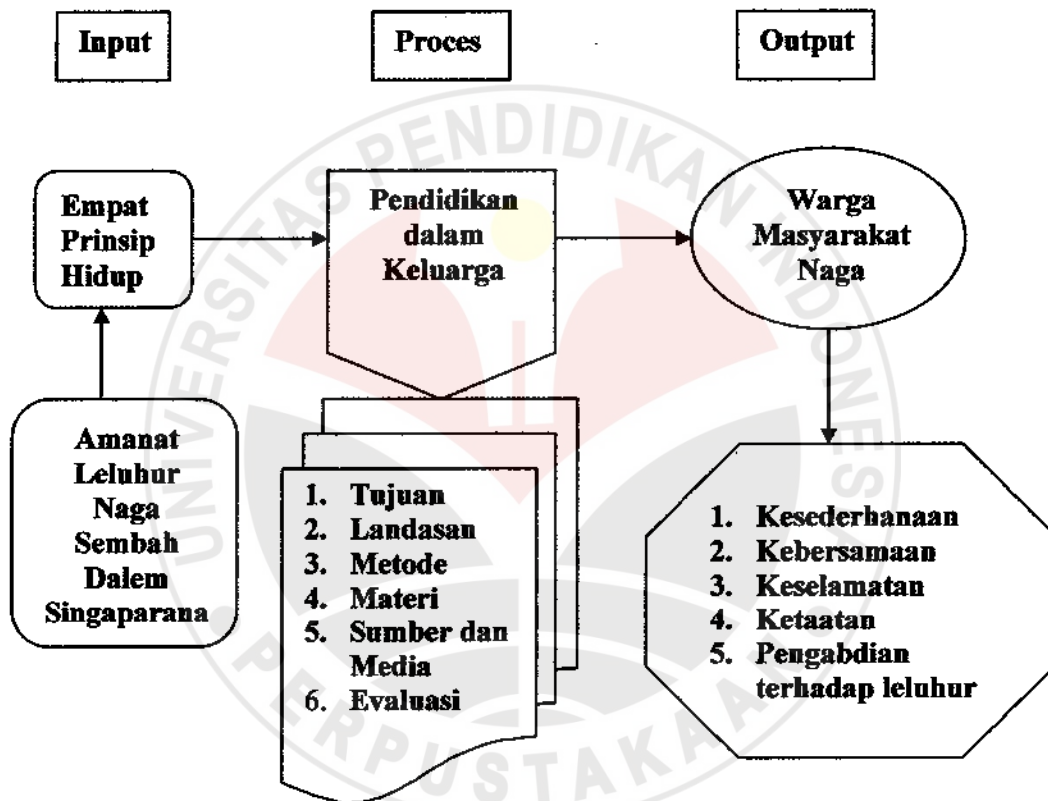 Input
Proces
Output
Empat
Prinsip
Hidup
Pendidikan
dalam
Keluarga
Warga
Masyarakat
Naga
Amanat
Leluhur
Naga
Sembah
Dalem
Singaparana
1. Tujuan
2. Landasan
3. Metode
4. Materi
5. Sumber dan
Media
6. Evaluasi
1. Kesederhanaan
2. Kebersamaan
3. Keselamatan
4. Ketaatan
5. Pengabdian
terhadap leluhur
UNIVERSITAS PENDIDIKAN INDONESIA
PERPUSTAKAAN